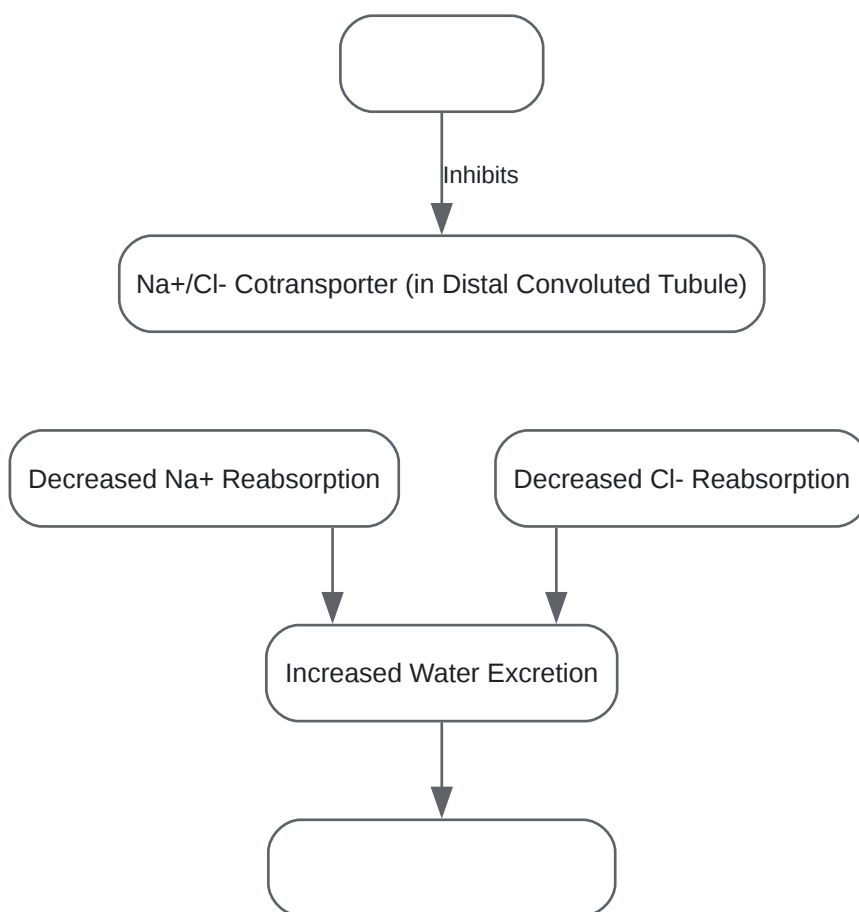 Inhibits
Na+/Cl- Cotransporter (in Distal Convoluted Tubule)
Decreased Na+ Reabsorption
Decreased Cl- Reabsorption
Increased Water Excretion